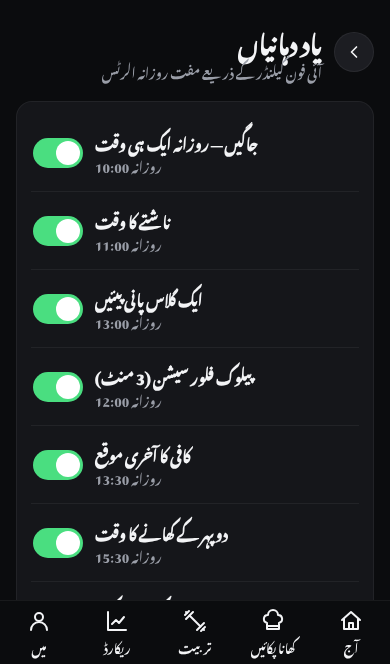 یاد دہانیاں
آئی فون کیلنڈر کے ذریعے مفت روزانہ الرٹس
جاگیں — روزانہ ایک ہی وقت
روزانہ 10:00
ناشتے کا وقت
روزانہ 11:00
ایک گلاس پانی پیئیں
روزانہ 13:00
پیلوک فلور سیشن (3 منٹ)
روزانہ 12:00
کافی کا آخری موقع
روزانہ 13:30
دوپہر کے کھانے کا وقت
روزانہ 15:30
آج
کھانا پکائیں
تربیت
ریکارڈ
میں